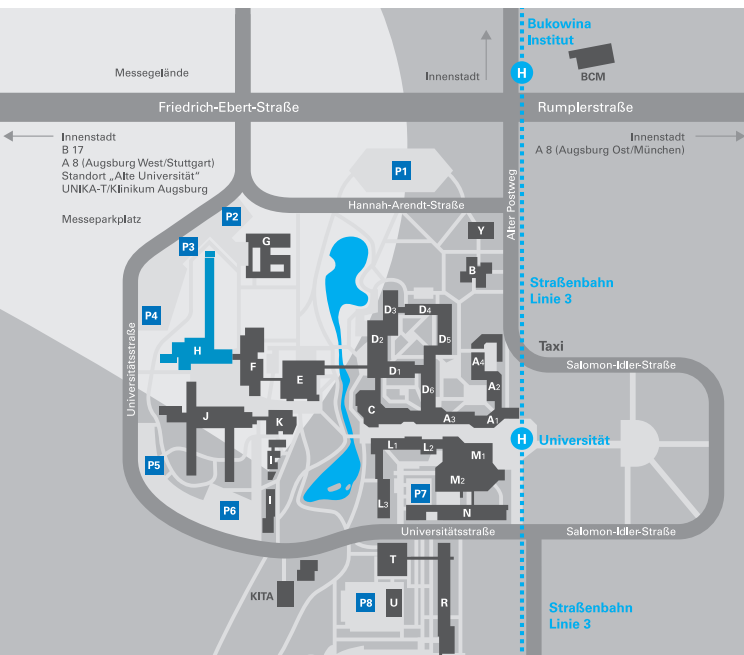 Bukowina
Institut
Messegelände
Innenstadt
H
BCM
Friedrich-Ebert-Straße
Rumplerstraße
Innenstadt
B 17
A 8 (Augsburg West/Stuttgart)
Standort „Alte Universität"
UNIKA-T/Klinikum Augsburg
Messeparkplatz
Innenstadt
A 8 (Augsburg Ost/München)
P1
Hannah-Arendt-Straße
Alter Postweg
P2
P3
G
Y
B
Straßenbahn
Linie 3
P4
H
F
E
D3
D4
D2
D5
D1
D6
A4
A2
Taxi
Salomon-Idler-Straße
Universitätsstraße
J
K
C
A3
A1
H
Universität
L1
L2
M1
M2
I
I
P5
P6
P7
L3
N
Universitätsstraße
Salomon-Idler-Straße
T
KITA
P8
U
R
Straßenbahn
Linie 3